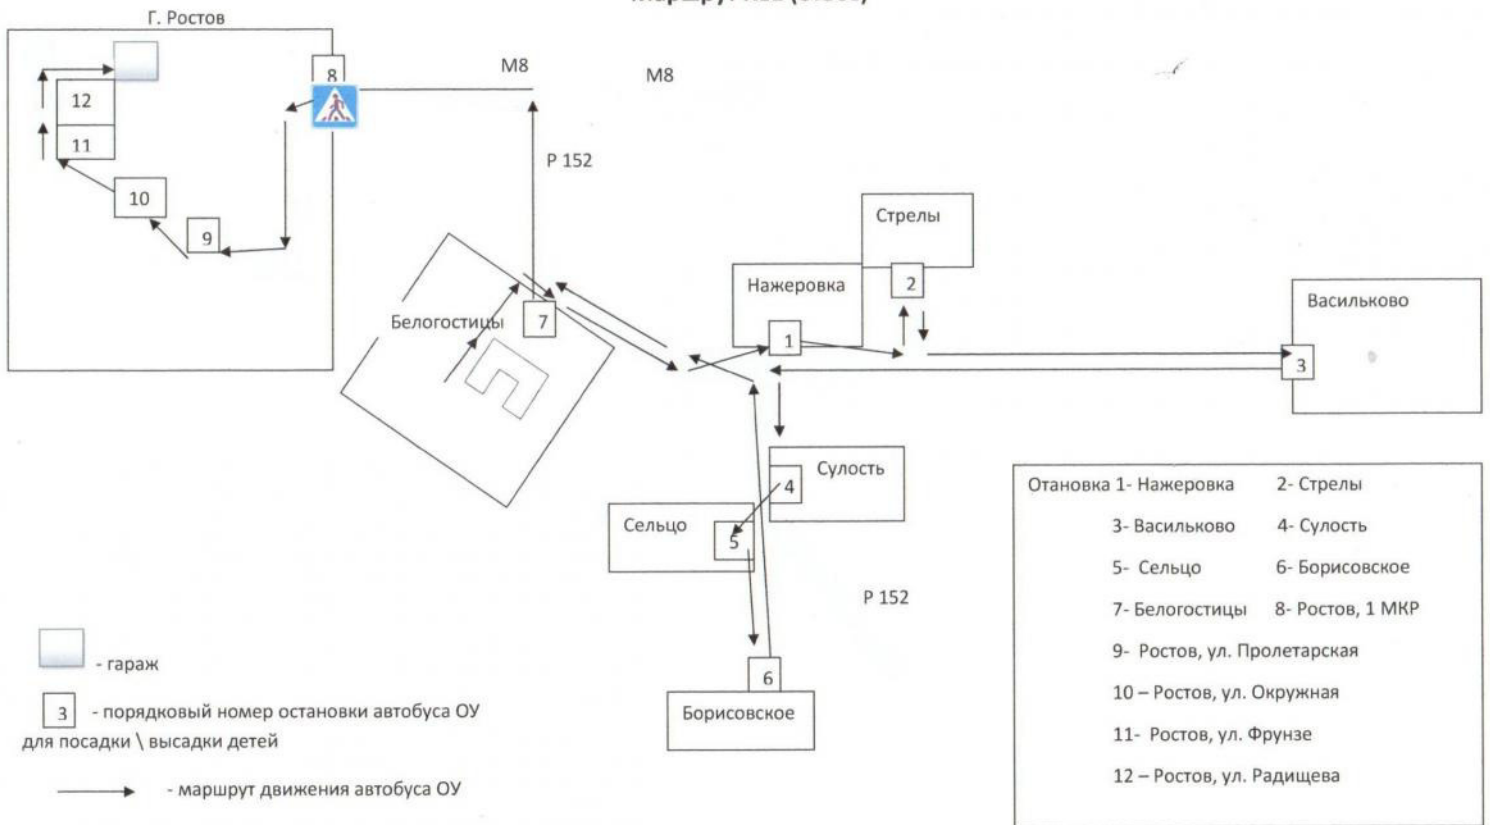 Г. Ростов
8
М8
М8
12
11
Р 152
10
9
Стрелы
2
Нажеровка
1
Васильково
3
Белогостицы
7
Сулость
4
Сельцо
5
Р 152
6
Борисовское
- гараж
3 - порядковый номер остановки автобуса ОУ
для посадки \ высадки детей
- маршрут движения автобуса ОУ
Отановка 1- Нажеровка 2- Стрелы
3- Васильково 4- Сулость
5- Сельцо 6- Борисовское
7- Белогостицы 8- Ростов, 1 МКР
9- Ростов, ул. Пролетарская
10 – Ростов, ул. Окружная
11- Ростов, ул. Фрунзе
12 – Ростов, ул. Радищева